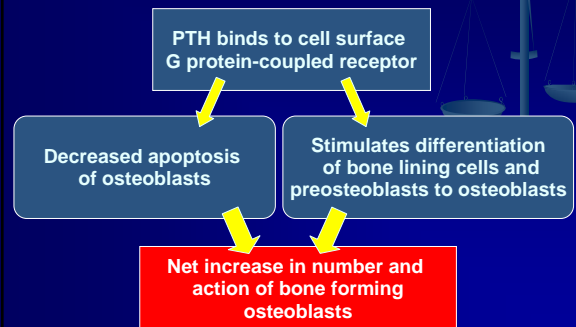 PTH binds to cell surface
G protein-coupled receptor
Decreased apoptosis
of osteoblasts
Stimulates differentiation
of bone lining cells and
preosteoblasts to osteoblasts
Net increase in number and
action of bone forming
osteoblasts